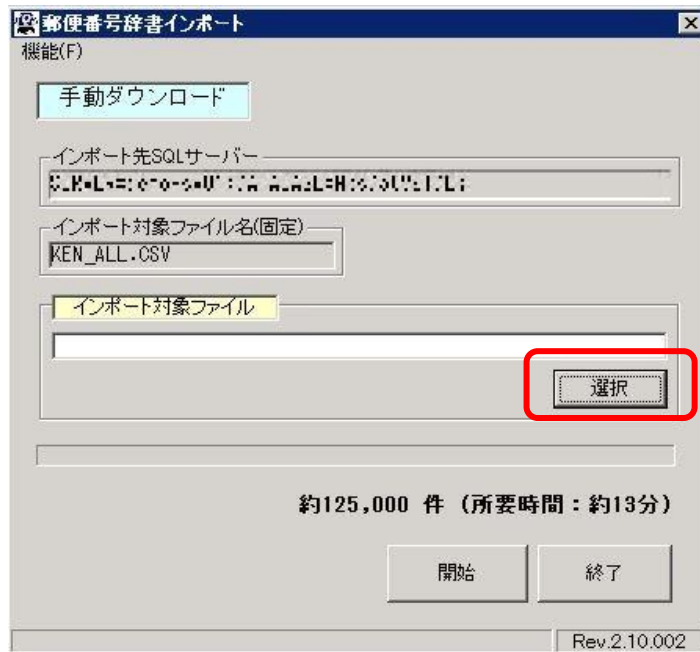 郵便番号辞書インポート
機能(F)
手動ダウンロード
インポート先SQLサーバー
インポート対象ファイル名(固定)
KEN_ALL.CSV
インポート対象ファイル
選択
約125,000 件 (所要時間:約13分)
開始 終了
Rev.2.10.002